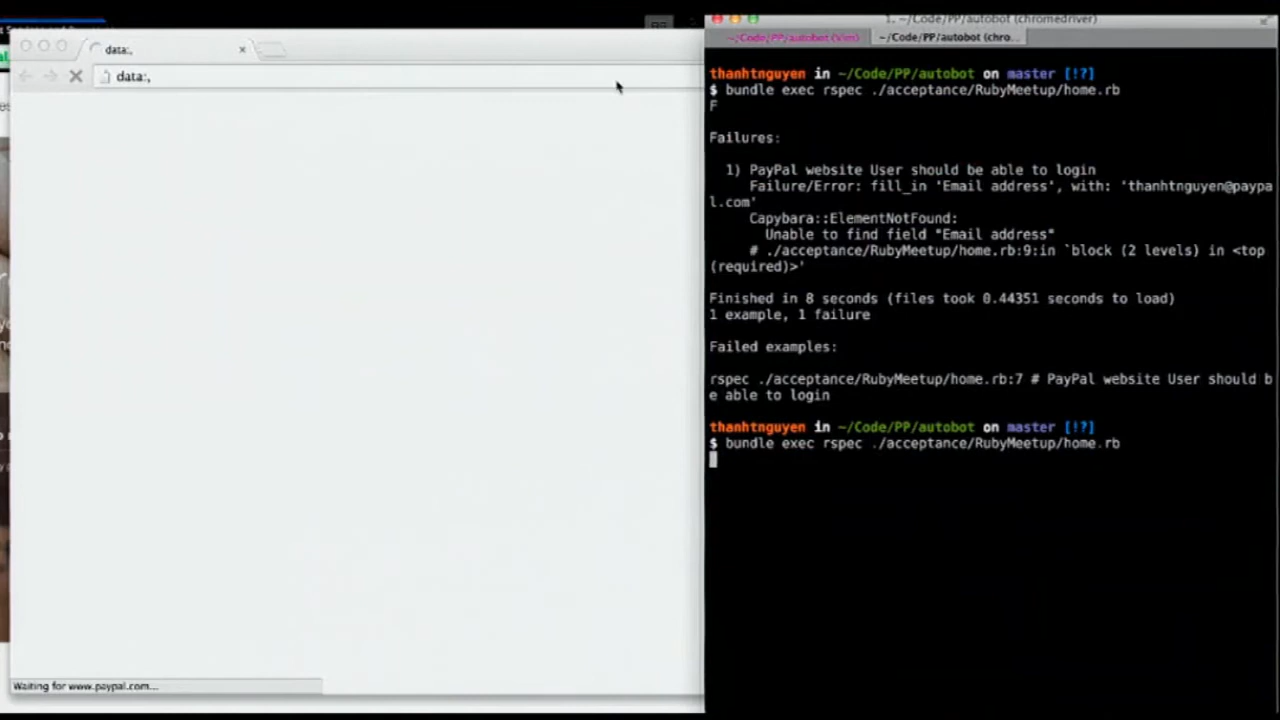 data:,
data:,
Waiting for www.paypal.com...
1. ~/Code/PP/autobot (chromedriver)
~/Code/PP/autobot (Vim)
~/Code/PP/autobot (chro...
thanhtnguyen in ~/Code/PP/autobot on master [!?]
$ bundle exec rspec ./acceptance/RubyMeetup/home.rb
F
Failures:
1) PayPal website User should be able to login
Failure/Error: fill_in 'Email address', with: 'thanhtnguyen@paypa
l.com'
Capybara::ElementNotFound:
Unable to find field "Email address"
# ./acceptance/RubyMeetup/home.rb:9:in `block (2 levels) in <top
(required)>'
Finished in 8 seconds (files took 0.44351 seconds to load)
1 example, 1 failure
Failed examples:
rspec ./acceptance/RubyMeetup/home.rb:7 # PayPal website User should b
e able to login
thanhtnguyen in ~/Code/PP/autobot on master [!?]
$ bundle exec rspec ./acceptance/RubyMeetup/home.rb